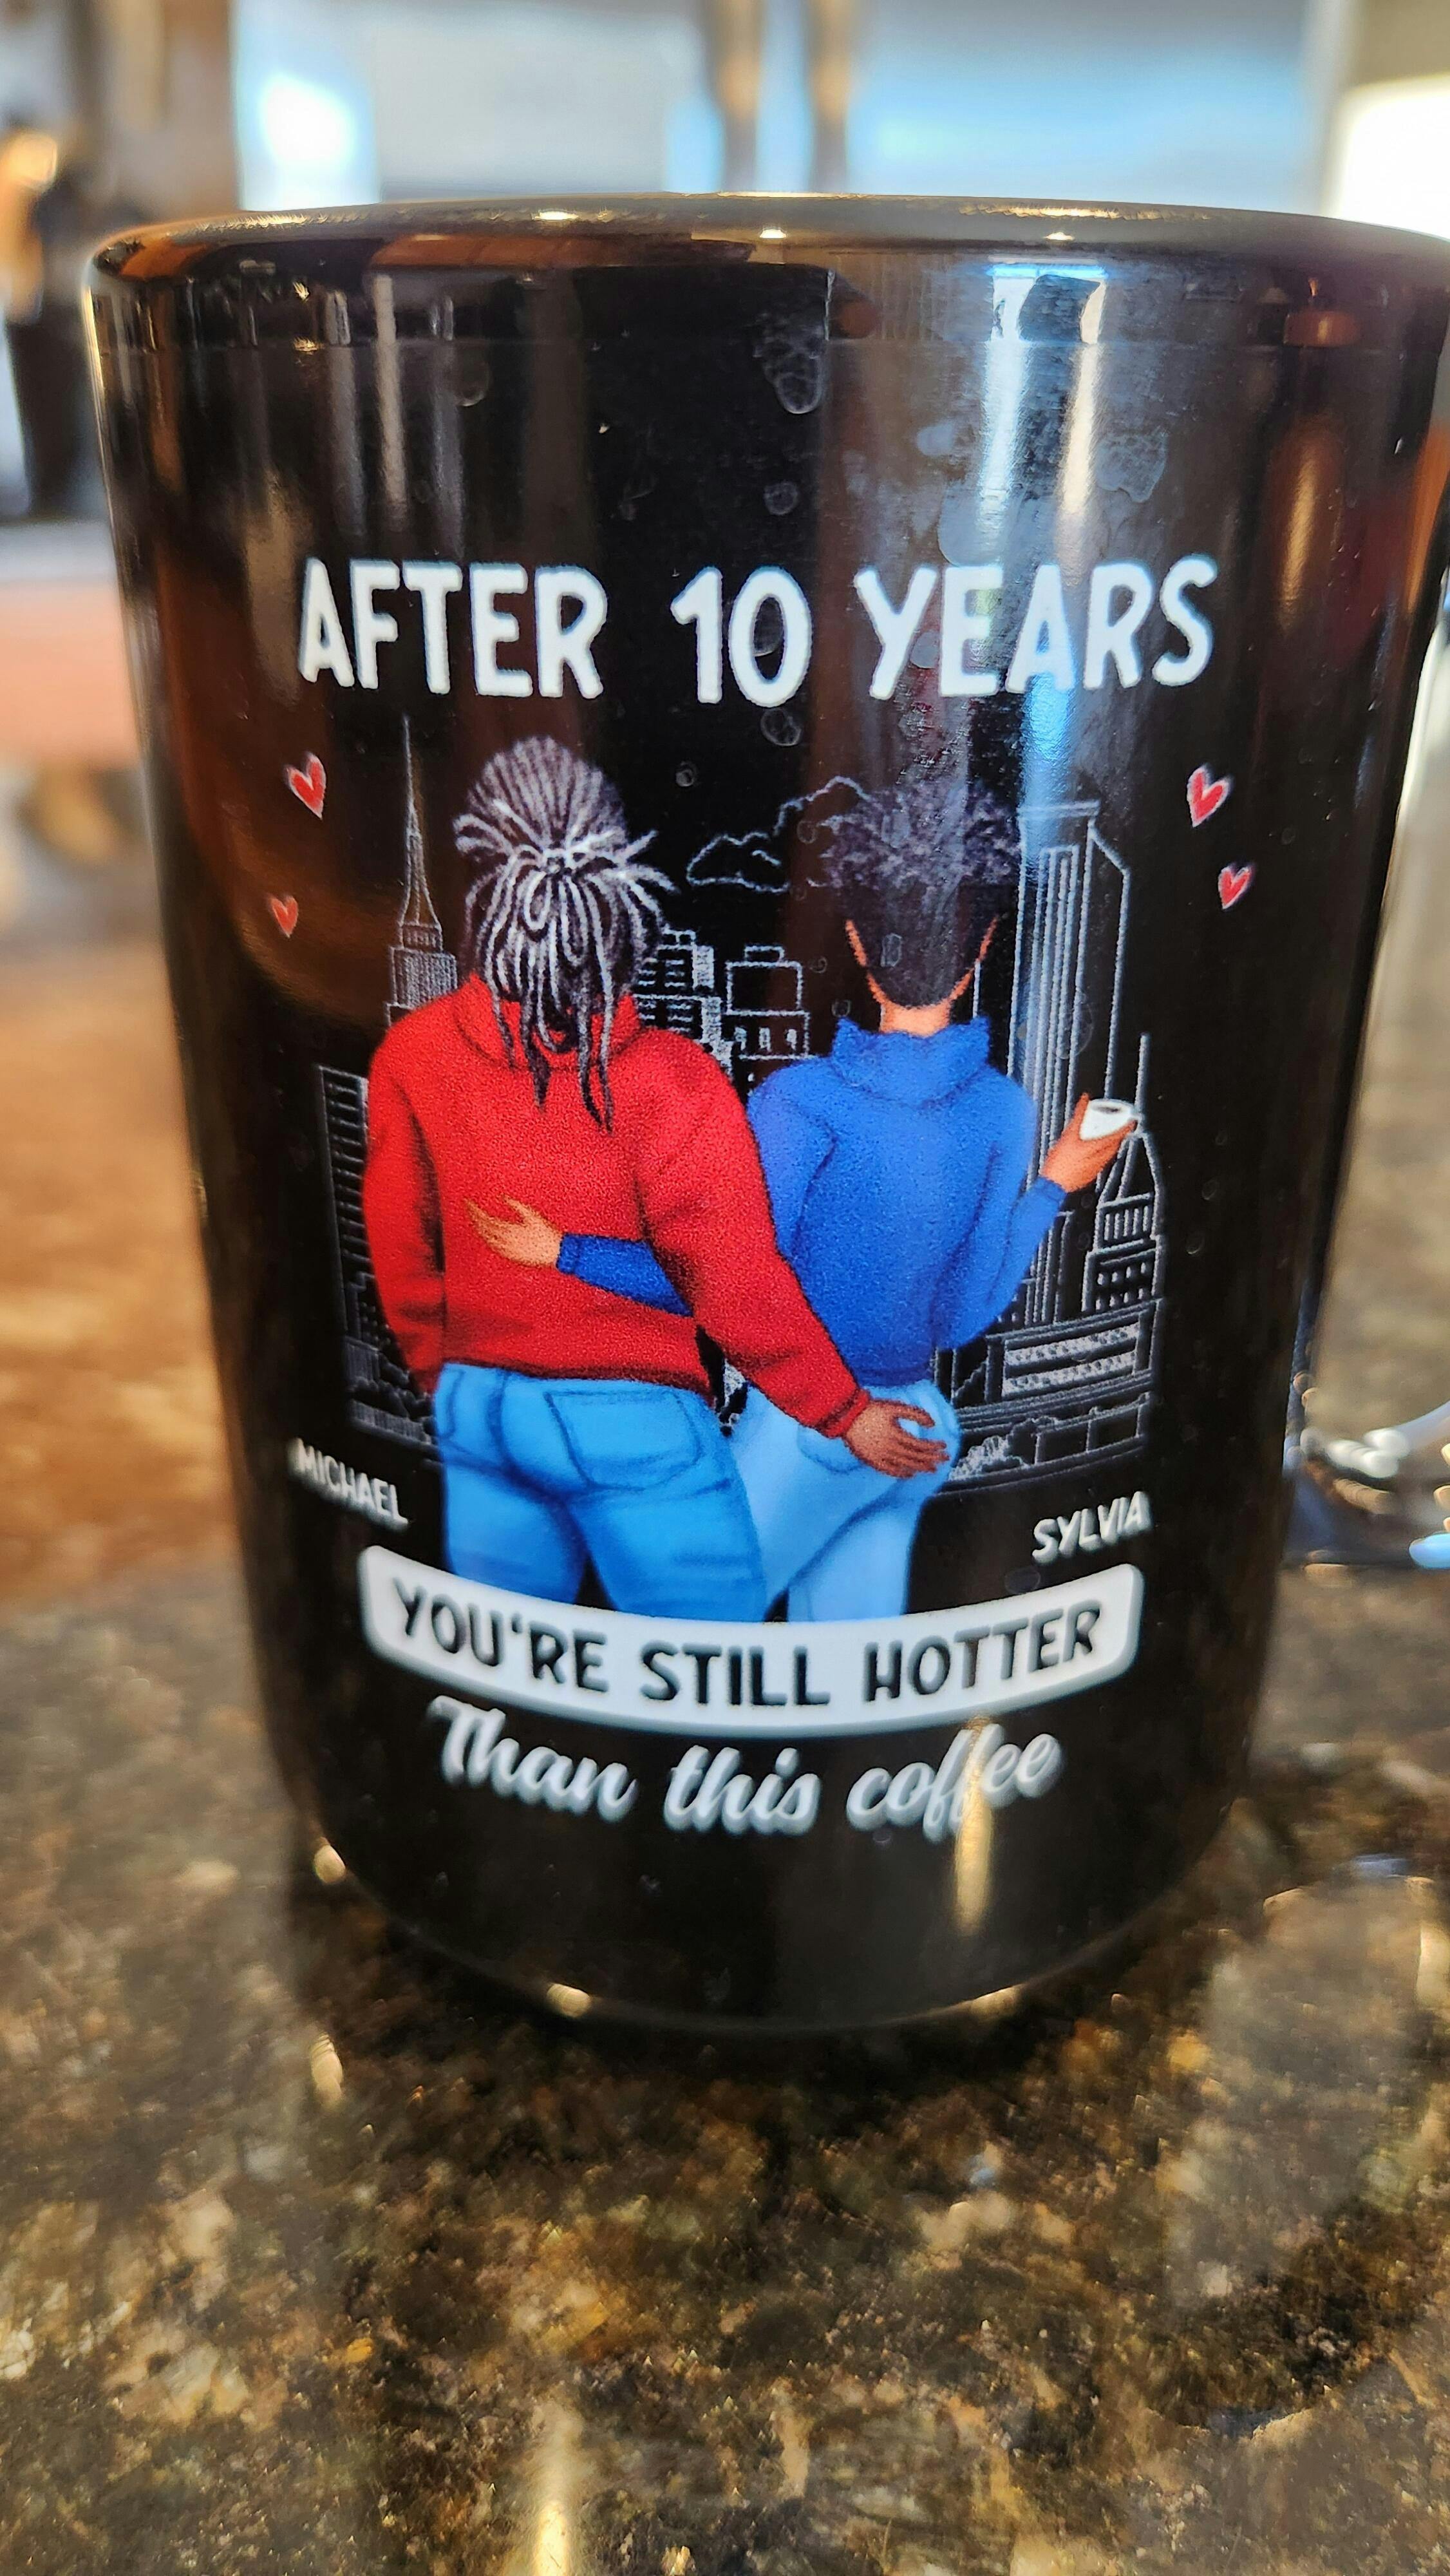 AFTER 10 YEARS
MICHAEL
SYLVIA
YOU'RE STILL HOTTER
Than this coffee